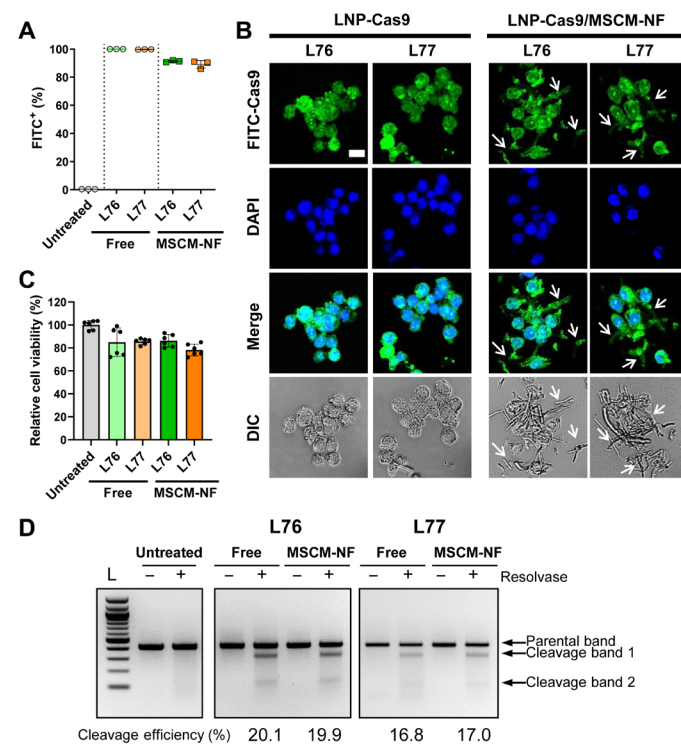 A
FITC+ (%)
100
80
60
40
20
0
Untreated
L76
L77
L76
L77
Free
MSCM-NF
B
LNP-Cas9
LNP-Cas9/MSCM-NF
L76
L77
L76
L77
FITC-Cas9
DAPI
Merge
DIC
C
Relative cell viability (%)
120
100
80
60
40
20
0
Untreated
L76
L77
L76
L77
Free
MSCM-NF
D
L76
L77
Untreated
Free
MSCM-NF
Free
MSCM-NF
L
– + – + – + – + – + Resolvase
Parental band
Cleavage band 1
Cleavage band 2
Cleavage efficiency (%) 20.1 19.9 16.8 17.0